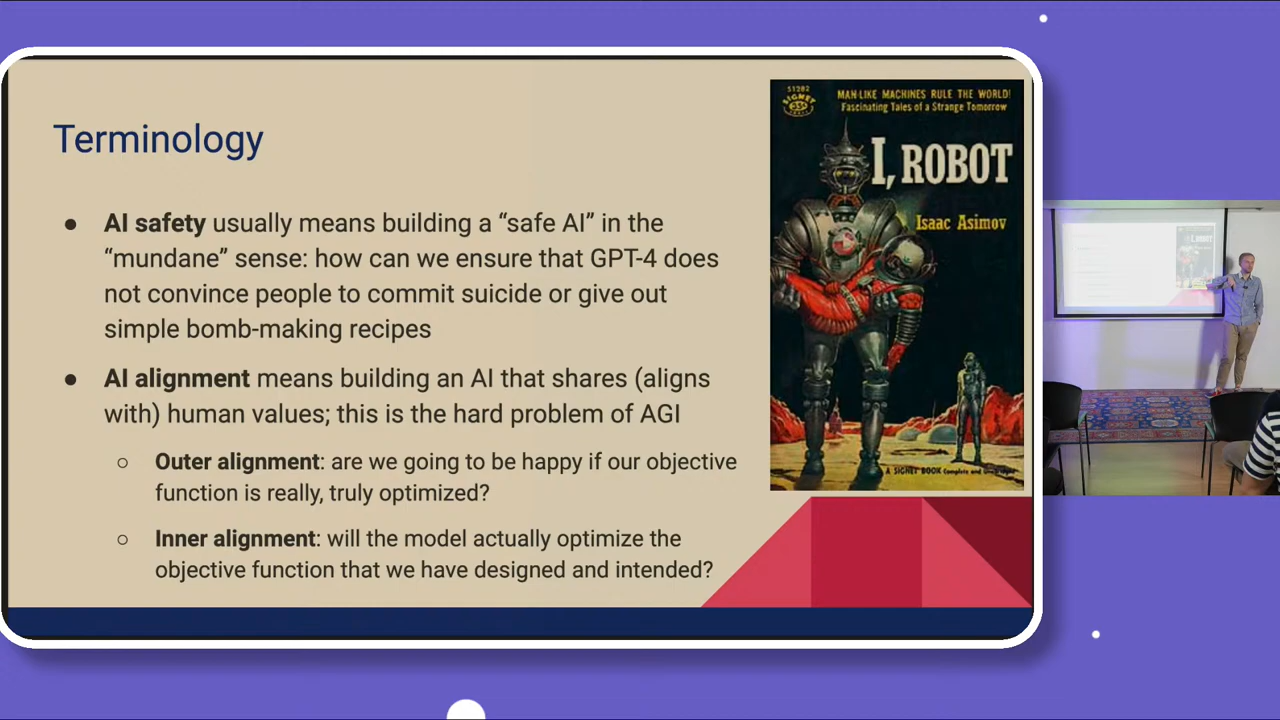 Terminology
● AI safety usually means building a “safe AI” in the
“mundane” sense: how can we ensure that GPT-4 does
not convince people to commit suicide or give out
simple bomb-making recipes
● AI alignment means building an AI that shares (aligns
with) human values; this is the hard problem of AGI
○ Outer alignment: are we going to be happy if our objective
function is really, truly optimized?
○ Inner alignment: will the model actually optimize the
objective function that we have designed and intended?
S1282
SIGNET
35¢
MAN-LIKE MACHINES RULE THE WORLD!
Fascinating Tales of a Strange Tomorrow
I, ROBOT
Isaac Asimov
A SIGNET BOOK Complete and